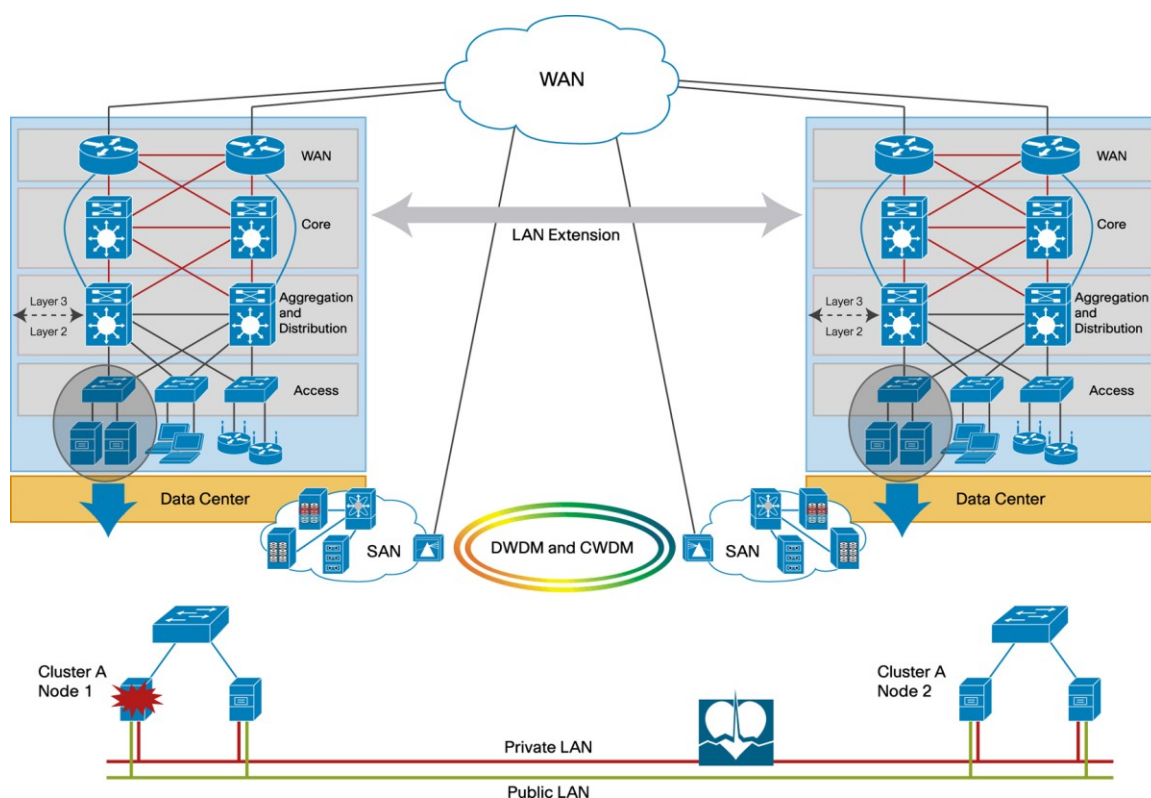 WAN
WAN
WAN
Core
Core
LAN Extension
Layer 3
Layer 2
Aggregation
and
Distribution
Layer 3
Layer 2
Aggregation
and
Distribution
Access
Access
Data Center
Data Center
SAN
DWDM and CWDM
SAN
Cluster A
Node 1
Cluster A
Node 2
Private LAN
Public LAN